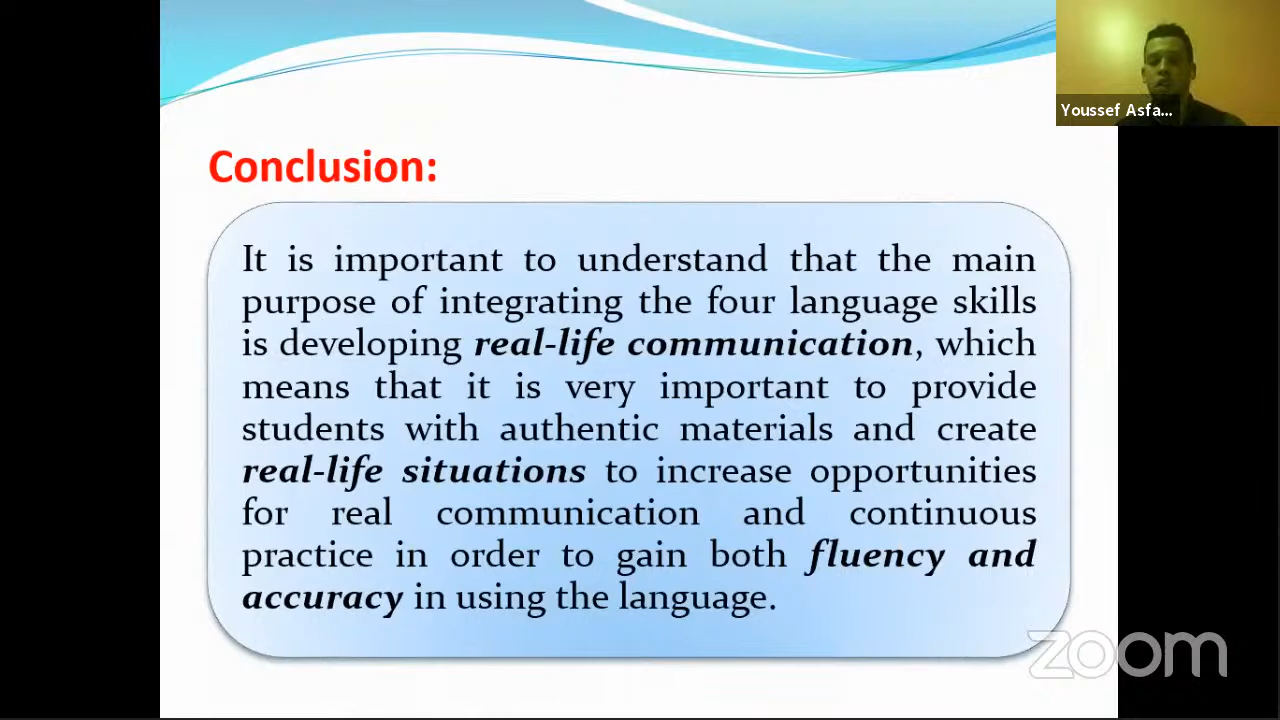 Youssef Asfa...
Conclusion:
It is important to understand that the main
purpose of integrating the four language skills
is developing real-life communication, which
means that it is very important to provide
students with authentic materials and create
real-life situations to increase opportunities
for real communication and continuous
practice in order to gain both fluency and
accuracy in using the language.
zoom